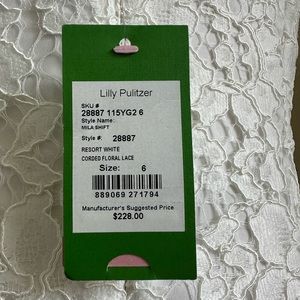 Lilly Pulitzer
SKU #
28887 115YG2 6
Style Name:
MILA SHIFT
Style #: 28887
RESORT WHITE
CORDED FLORAL LACE
Size: 6
889069 271794
Manufacturer's Suggested Price
$228.00